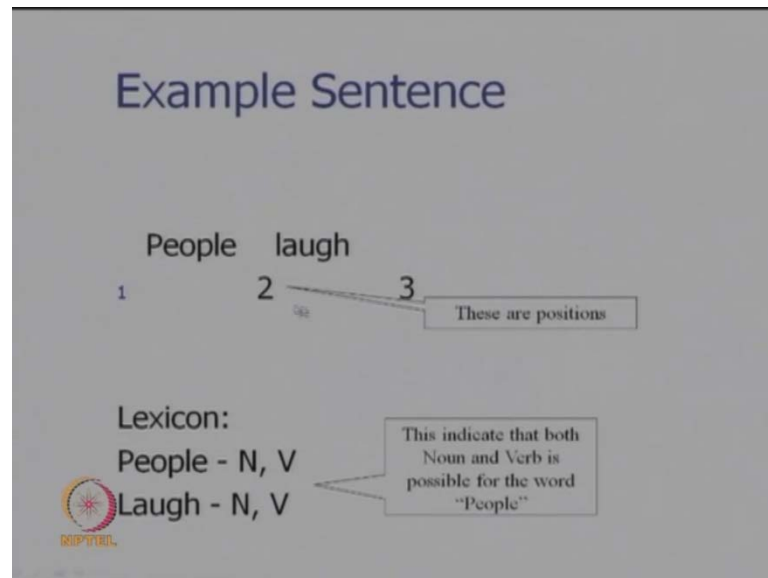 Example Sentence
People laugh
1 2 3
These are positions
Lexicon:
People - N, V
Laugh - N, V
This indicate that both
Noun and Verb is
possible for the word
“People”
NPTEL